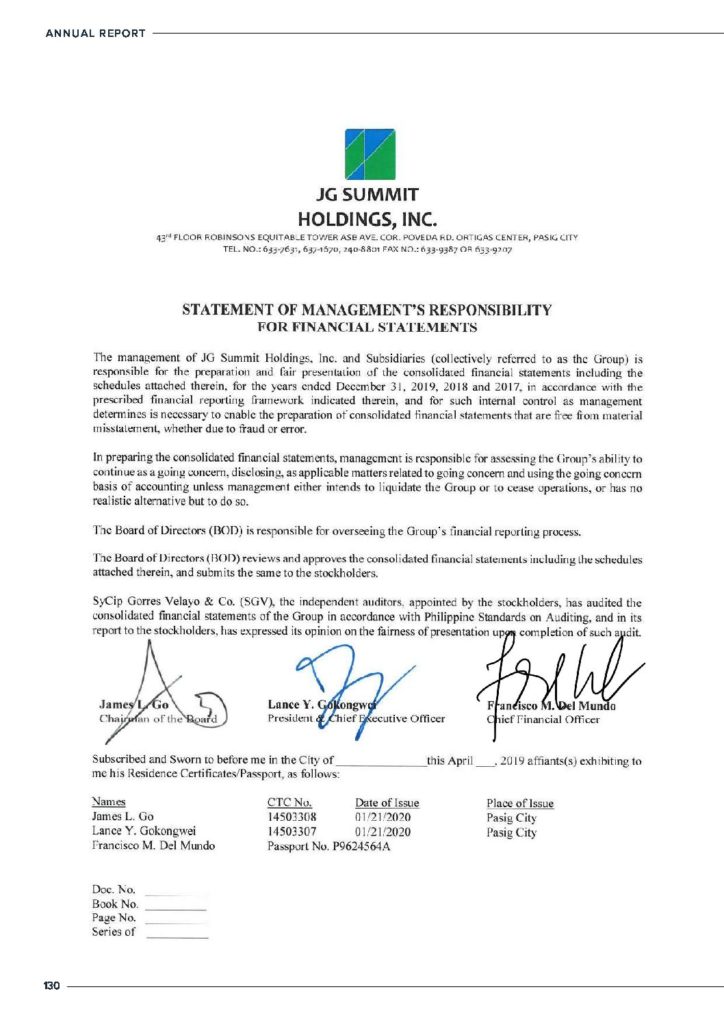 ANNUAL REPORT
JG SUMMIT
HOLDINGS, INC.
43rd FLOOR ROBINSONS EQUITABLE TOWER ASB AVE. COR. POVEDA RD. ORTIGAS CENTER, PASIG CITY
TEL. NO.: 633-7631, 637-1670, 240-8801 FAX NO.: 633-9387 OR 633-9207
STATEMENT OF MANAGEMENT'S RESPONSIBILITY
FOR FINANCIAL STATEMENTS
The management of JG Summit Holdings, Inc. and Subsidiaries (collectively referred to as the Group) is
responsible for the preparation and fair presentation of the consolidated financial statements including the
schedules attached therein, for the years ended December 31, 2019, 2018 and 2017, in accordance with the
prescribed financial reporting framework indicated therein, and for such internal control as management
determines is necessary to enable the preparation of consolidated financial statements that are free from material
misstatement, whether due to fraud or error.
In preparing the consolidated financial statements, management is responsible for assessing the Group's ability to
continue as a going concern, disclosing, as applicable matters related to going concern and using the going concern
basis of accounting unless management either intends to liquidate the Group or to cease operations, or has no
realistic alternative but to do so.
The Board of Directors (BOD) is responsible for overseeing the Group's financial reporting process.
The Board of Directors (BOD) reviews and approves the consolidated financial statements including the schedules
attached therein, and submits the same to the stockholders.
SyCip Gorres Velayo & Co. (SGV), the independent auditors, appointed by the stockholders, has audited the
consolidated financial statements of the Group in accordance with Philippine Standards on Auditing, and in its
report to the stockholders, has expressed its opinion on the fairness of presentation upon completion of such audit.
James L. Go Lance Y. Gokongwei Francisco M. Del Mundo
Chairman of the Board President & Chief Executive Officer Chief Financial Officer
Subscribed and Sworn to before me in the City of ______________ this April ___, 2019 affiants(s) exhibiting to
me his Residence Certificates/Passport, as follows:
Names CTC No. Date of Issue Place of Issue
James L. Go 14503308 01/21/2020 Pasig City
Lance Y. Gokongwei 14503307 01/21/2020 Pasig City
Francisco M. Del Mundo Passport No. P9624564A
Doc. No. __________
Book No. __________
Page No. __________
Series of __________
130